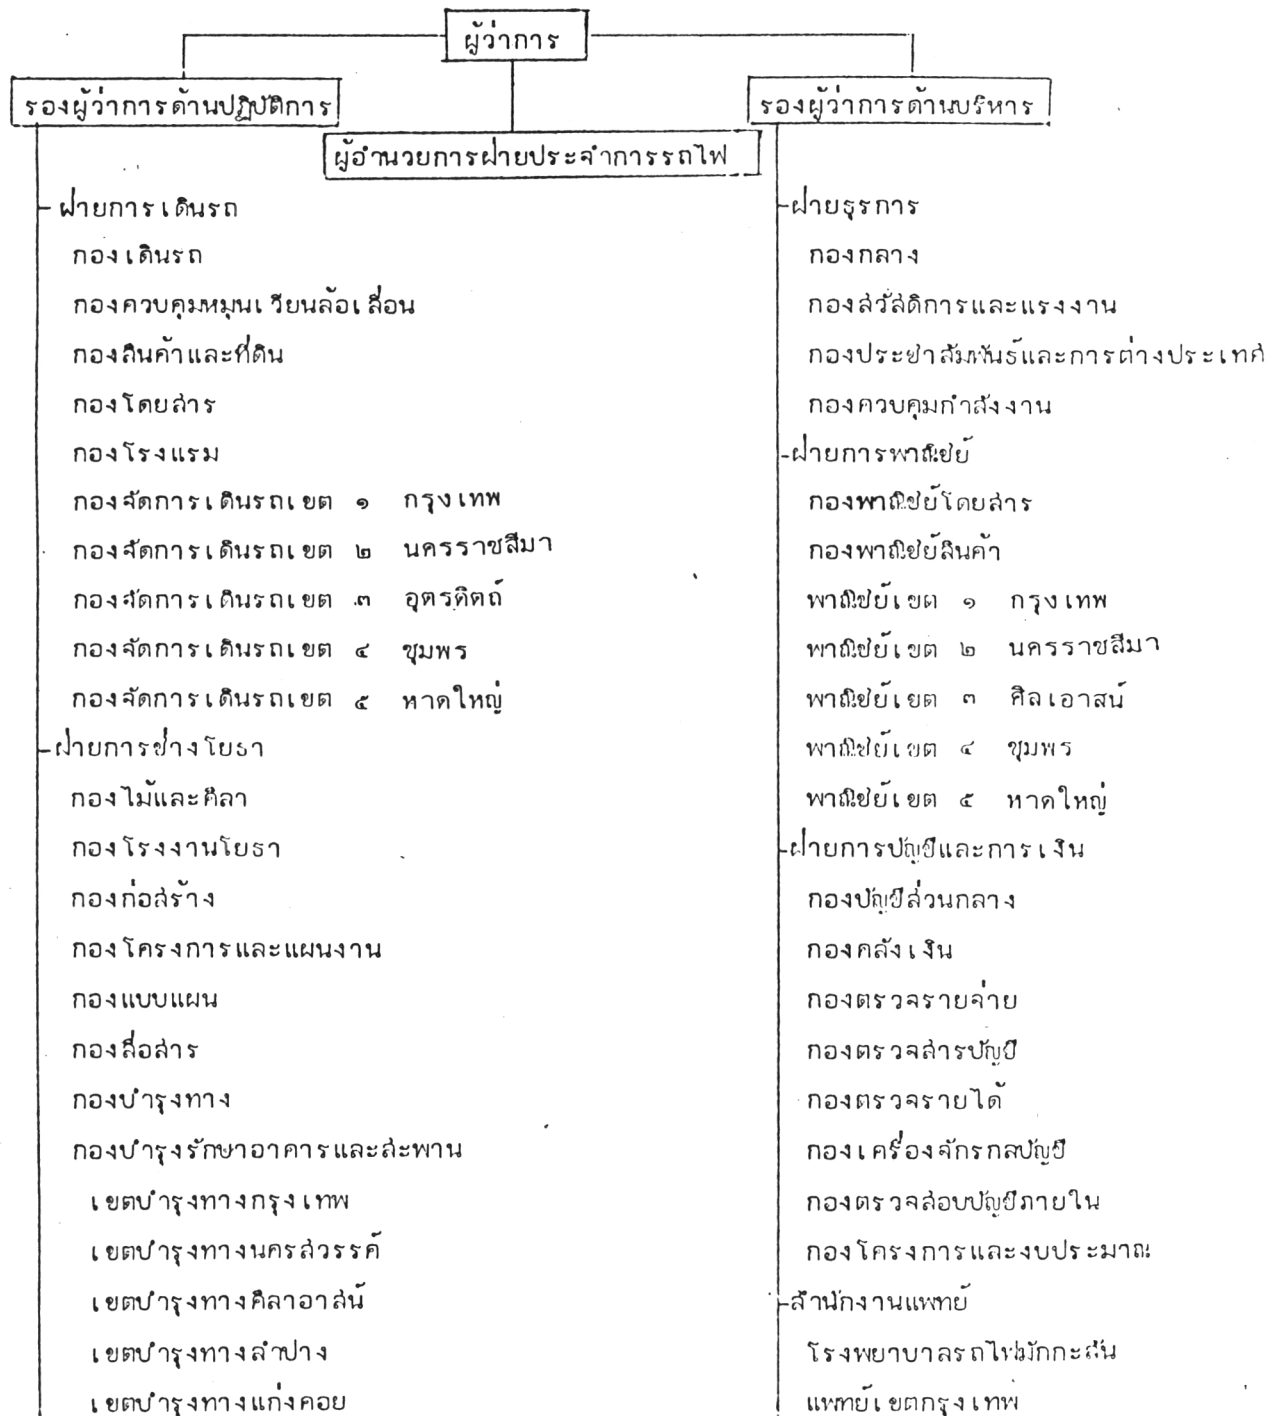 ผู้ว่าการ
รองผู้ว่าการด้านปฏิบัติการ
รองผู้ว่าการด้านบริหาร
ผู้อำนวยการฝ่ายประจำการรถไฟ
ฝ่ายการเดินรถ
กองเดินรถ
กองควบคุมหมุนเวียนล้อเลื่อน
กองสินค้าและที่ดิน
กองโดยสาร
กองโรงแรม
กองจัดการเดินรถเขต ๑ กรุงเทพ
กองจัดการเดินรถเขต ๒ นครราชสีมา
กองจัดการเดินรถเขต ๓ อุตรดิตถ์
กองจัดการเดินรถเขต ๔ ชุมพร
กองจัดการเดินรถเขต ๕ หาดใหญ่
ฝ่ายการช่างโยธา
กองไม้และศิลา
กองโรงงานโยธา
กองก่อสร้าง
กองโครงการและแผนงาน
กองแบบแผน
กองสื่อสาร
กองบำรุงทาง
กองบำรุงรักษาอาคารและสะพาน
เขตบำรุงทางกรุงเทพ
เขตบำรุงทางนครสวรรค์
เขตบำรุงทางศิลาอาสน์
เขตบำรุงทางลำปาง
เขตบำรุงทางแก่งคอย
ฝ่ายธุรการ
กองกลาง
กองสวัสดิการและแรงงาน
กองประชาสัมพันธ์และการต่างประเทศ
กองควบคุมกำลังงาน
ฝ่ายการพาณิชย์
กองพาณิชย์โดยสาร
กองพาณิชย์สินค้า
พาณิชย์เขต ๑ กรุงเทพ
พาณิชย์เขต ๒ นครราชสีมา
พาณิชย์เขต ๓ ศิลเอาสน์
พาณิชย์เขต ๔ ชุมพร
พาณิชย์เขต ๕ หาดใหญ่
ฝ่ายการบัญชีและการเงิน
กองบัญชีส่วนกลาง
กองคลังเงิน
กองตรวจรายจ่าย
กองตรวจสารบัญชี
กองตรวจรายได้
กองเครื่องจักรกลบัญชี
กองตรวจสอบบัญชีภายใน
กองโครงการและงบประมาณ
สำนักงานแพทย์
โรงพยาบาลรถไฟมักกะสัน
แพทย์เขตกรุงเทพ